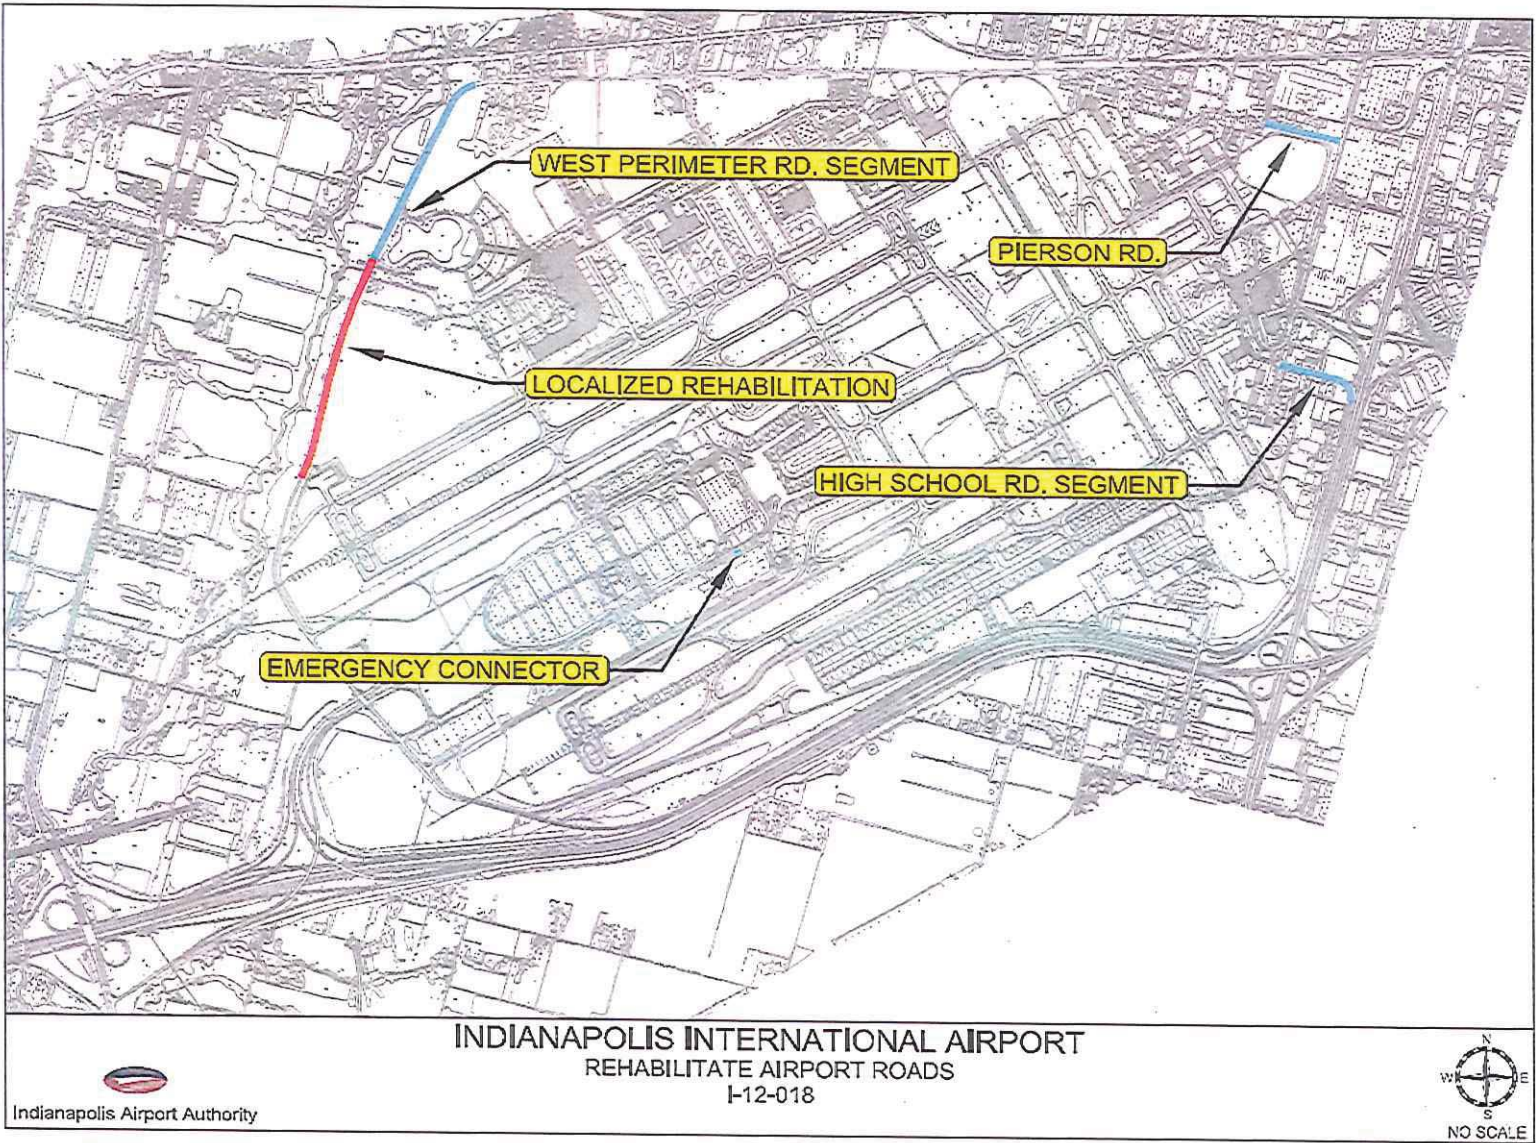 WEST PERIMETER RD. SEGMENT
PIERSON RD.
LOCALIZED REHABILITATION
HIGH SCHOOL RD. SEGMENT
EMERGENCY CONNECTOR
INDIANAPOLIS INTERNATIONAL AIRPORT
REHABILITATE AIRPORT ROADS
I-12-018
Indianapolis Airport Authority
N
W E
S
NO SCALE